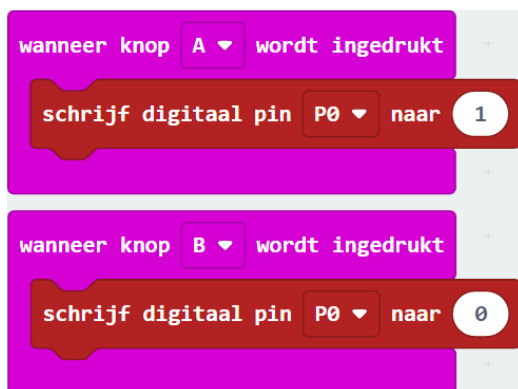 wanneer knop A wordt ingedrukt
schrijf digitaal pin P0 naar 1
wanneer knop B wordt ingedrukt
schrijf digitaal pin P0 naar 0